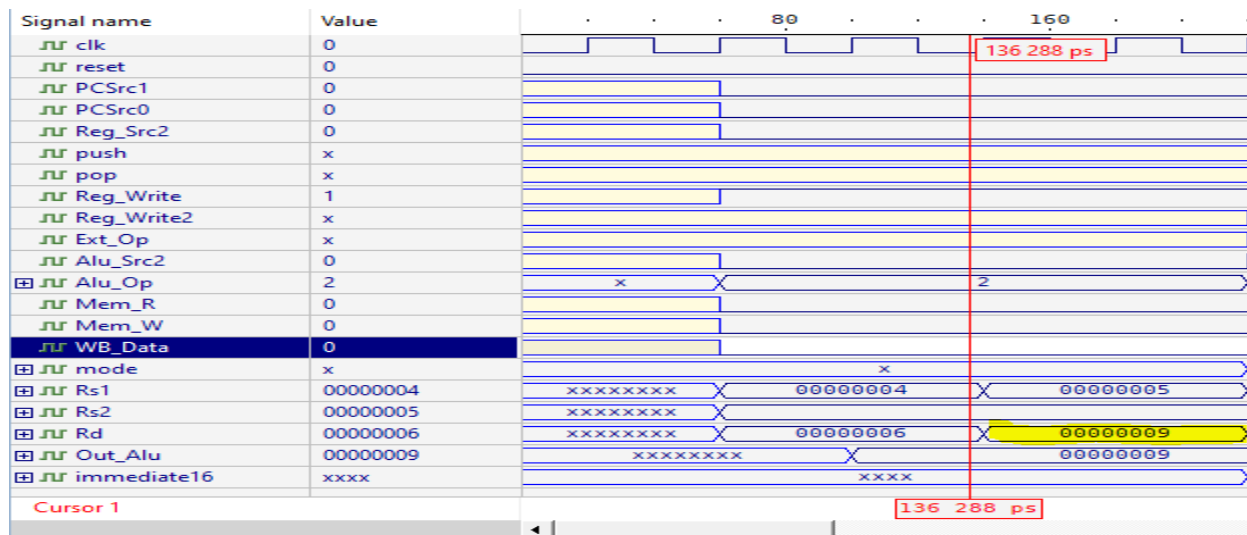 Signal name Value 80 160
clk 0 136 288 ps
reset 0
PCSrc1 0
PCSrc0 0
Reg_Src2 0
push x
pop x
Reg_Write 1
Reg_Write2 x
Ext_Op x
Alu_Src2 0
Alu_Op 2 x 2
Mem_R 0
Mem_W 0
WB_Data 0
mode x x
Rs1 00000004 xxxxxxxx 00000004 00000005
Rs2 00000005 xxxxxxxx
Rd 00000006 xxxxxxxx 00000006 00000009
Out_Alu 00000009 xxxxxxxx 00000009
immediate16 xxxx xxxx
Cursor 1 136 288 ps